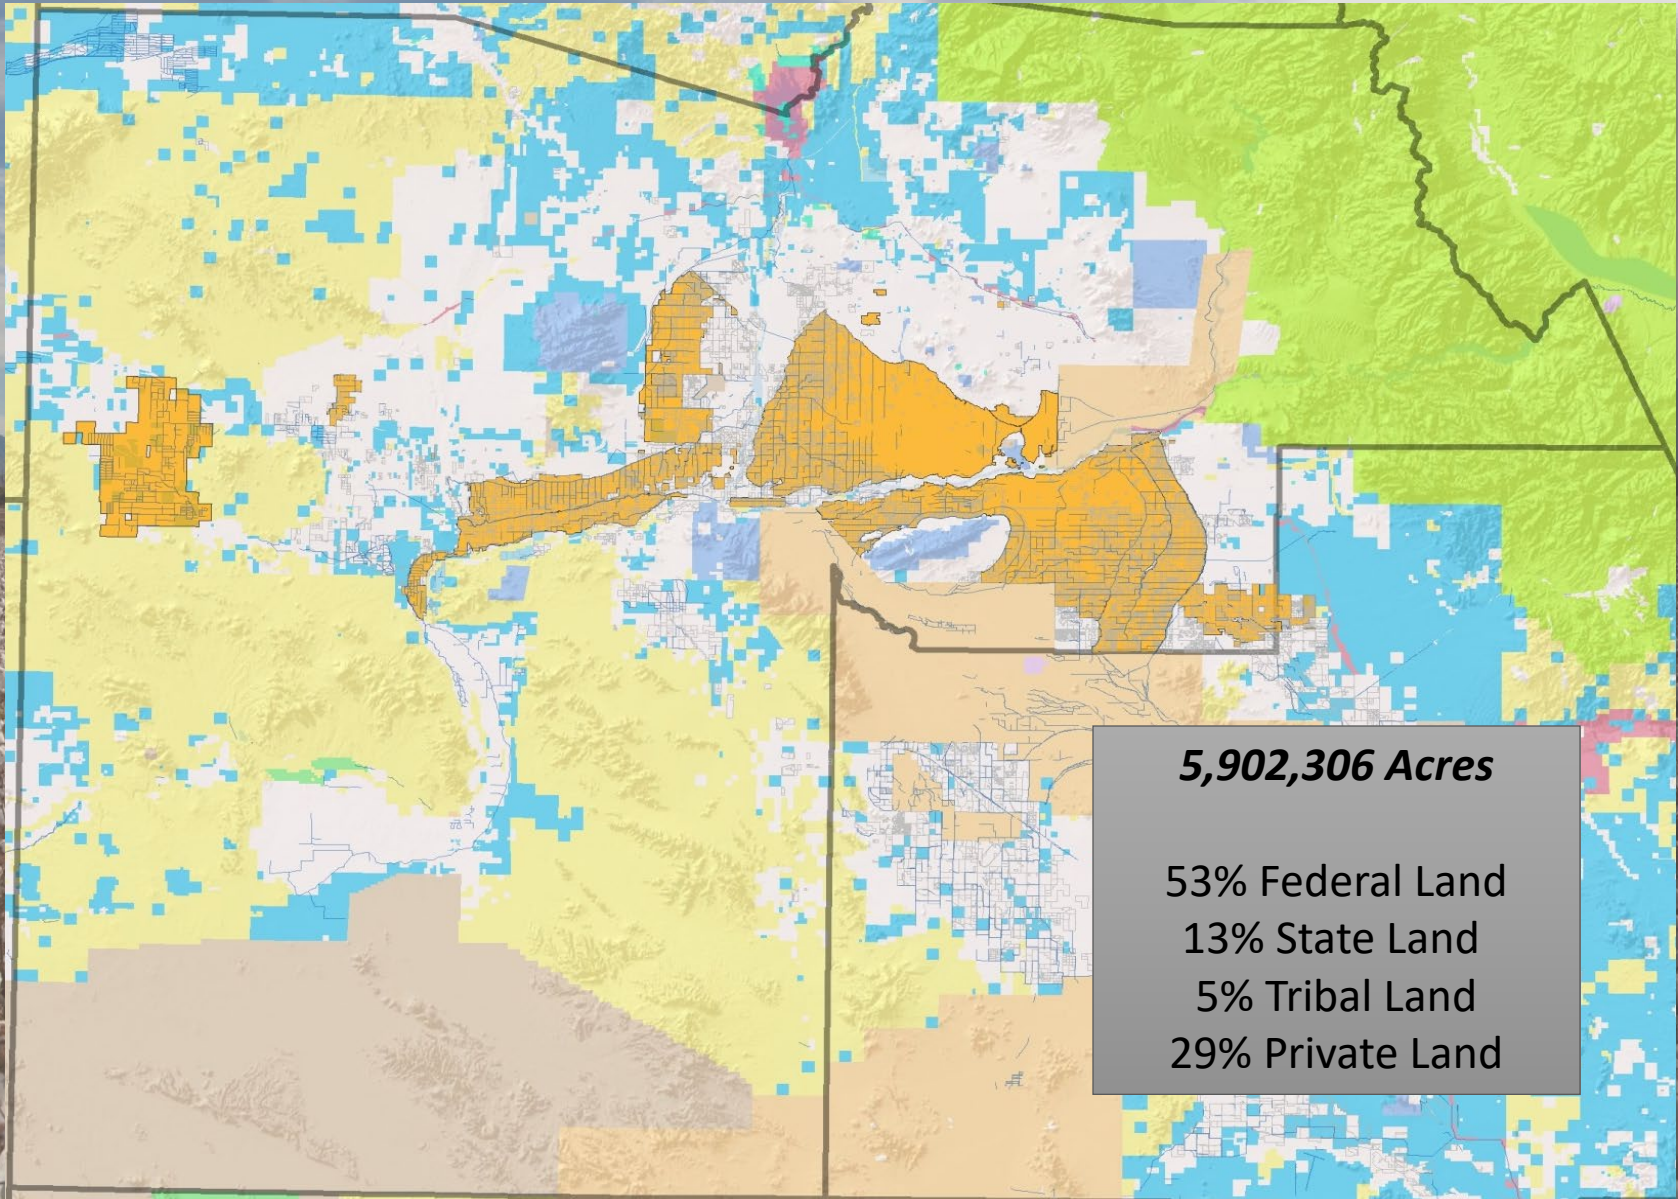 5,902,306 Acres
53% Federal Land
13% State Land
5% Tribal Land
29% Private Land